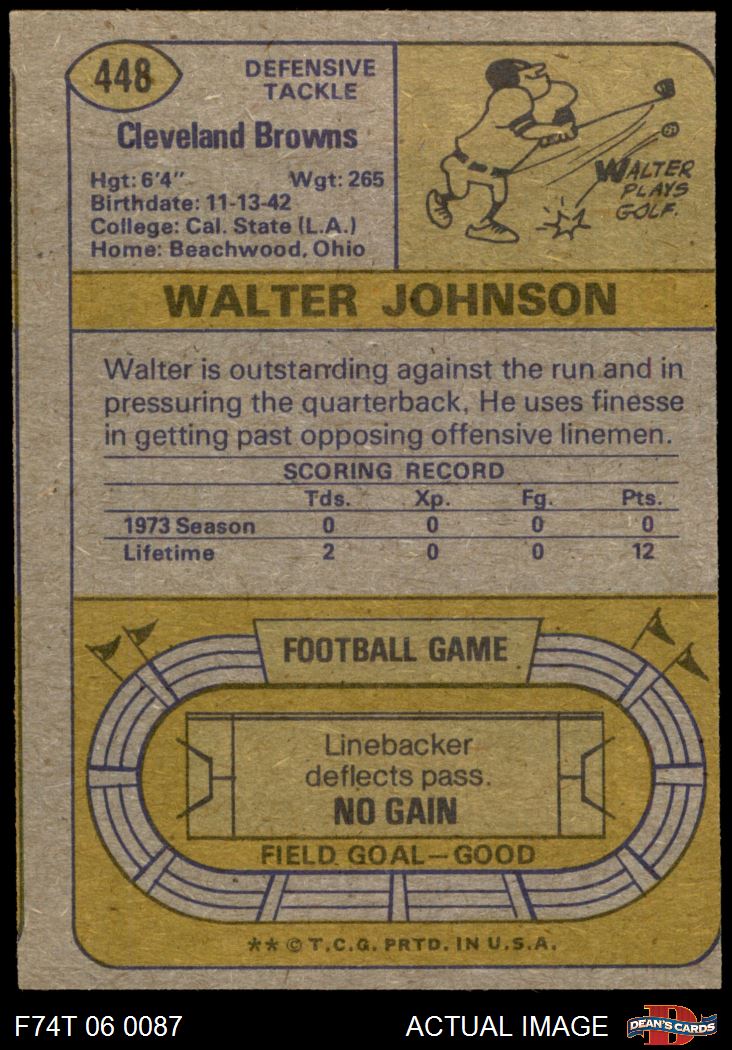 448
DEFENSIVE
TACKLE
Cleveland Browns
Hgt: 6'4" Wgt: 265
Birthdate: 11-13-42
College: Cal. State (L.A.)
Home: Beachwood, Ohio
WALTER
PLAYS
GOLF.
WALTER JOHNSON
Walter is outstanding against the run and in
pressuring the quarterback. He uses finesse
in getting past opposing offensive linemen.
SCORING RECORD
Tds. Xp. Fg. Pts.
1973 Season 0 0 0 0
Lifetime 2 0 0 12
FOOTBALL GAME
Linebacker
deflects pass.
NO GAIN
FIELD GOAL—GOOD
** © T.C.G. PRTD. IN U.S.A.
F74T 06 0087 ACTUAL IMAGE
D
DEAN'S CARDS